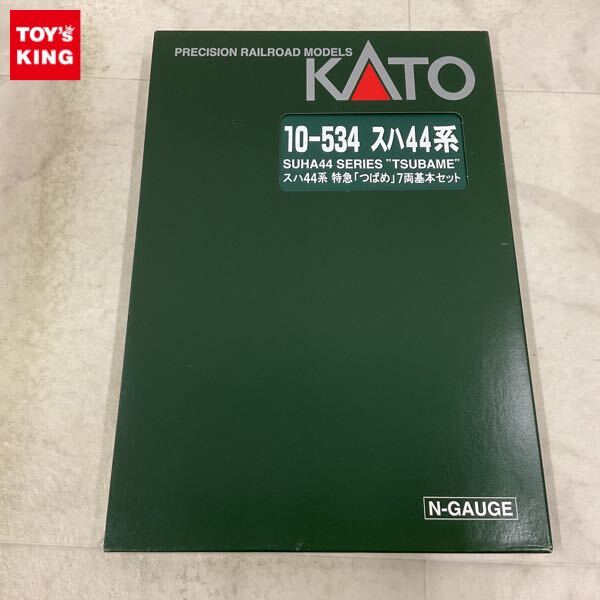 TOY's
KING
PRECISION RAILROAD MODELS
KATO
10-534 スハ44系
SUHA44 SERIES "TSUBAME"
スハ44系 特急「つばめ」7両基本セット
N-GAUGE